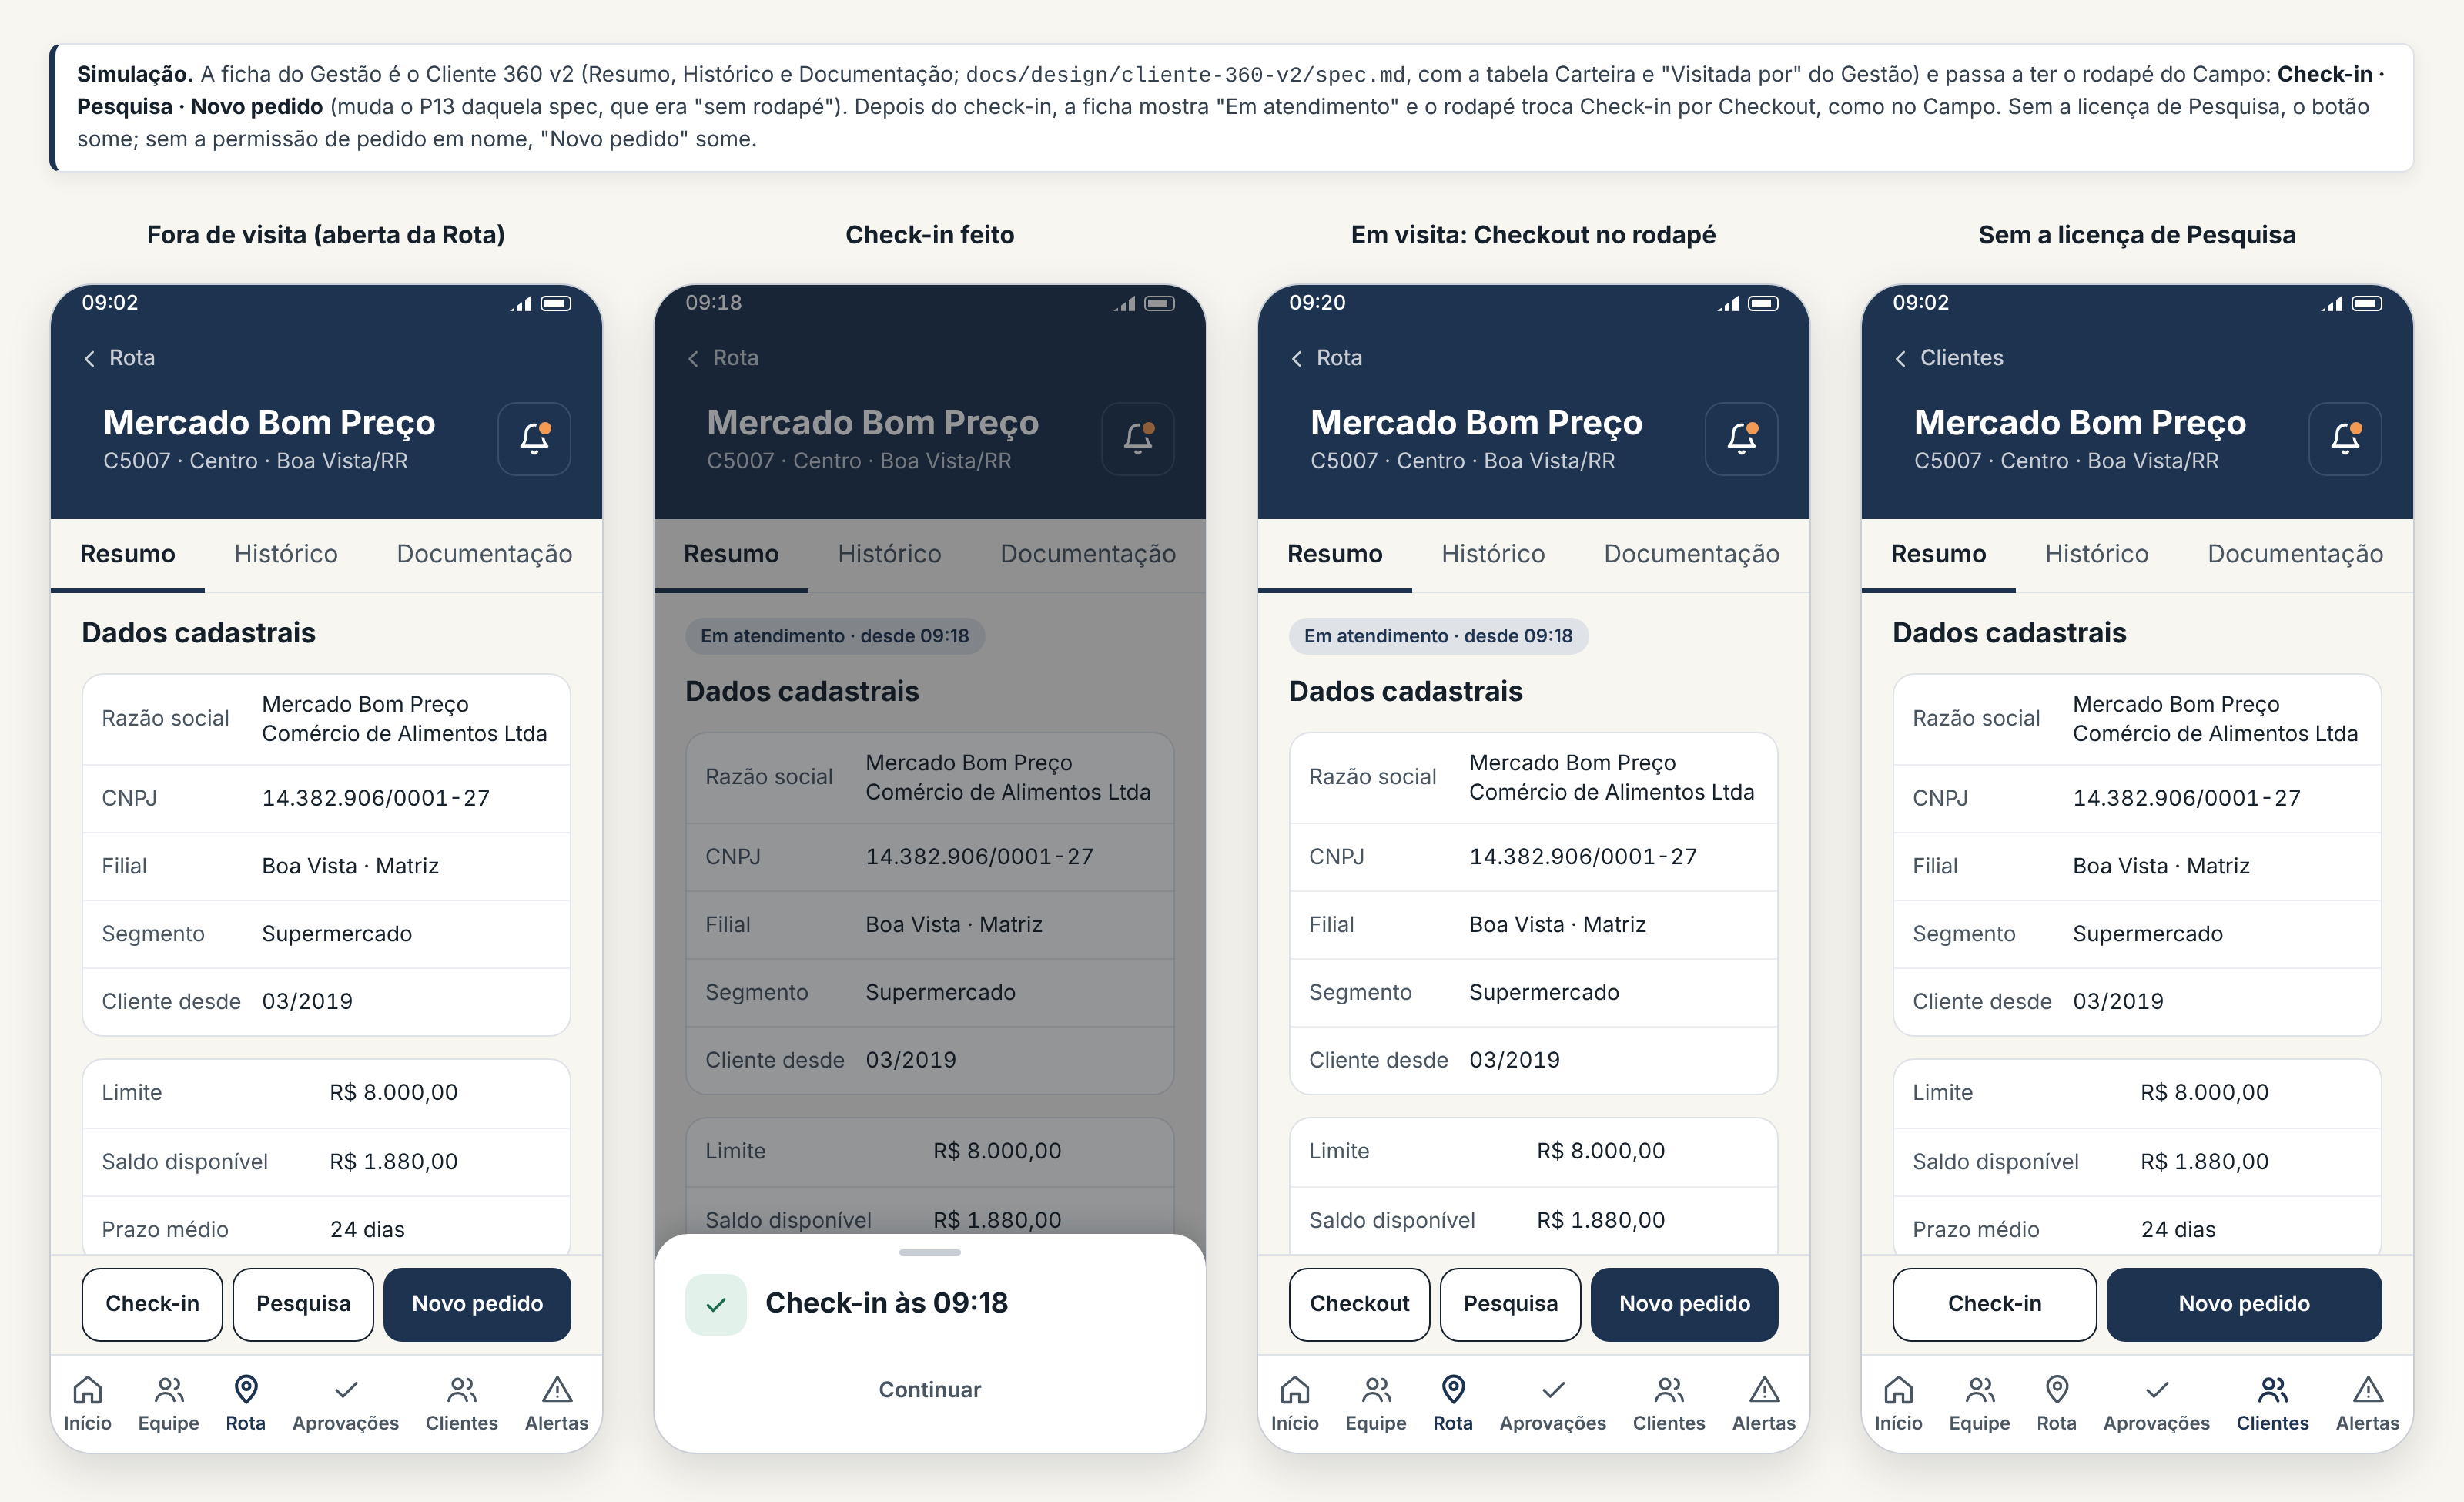 Simulação. A ficha do Gestão é o Cliente 360 v2 (Resumo, Histórico e Documentação; docs/design/cliente-360-v2/spec.md, com a tabela Carteira e "Visitada por" do Gestão) e passa a ter o rodapé do Campo: Check-in ·
Pesquisa · Novo pedido (muda o P13 daquela spec, que era "sem rodapé"). Depois do check-in, a ficha mostra "Em atendimento" e o rodapé troca Check-in por Checkout, como no Campo. Sem a licença de Pesquisa, o botão
some; sem a permissão de pedido em nome, "Novo pedido" some.
Fora de visita (aberta da Rota)
09:02
Rota
Mercado Bom Preço
C5007 · Centro · Boa Vista/RR
Resumo Histórico Documentação
Dados cadastrais
Razão social Mercado Bom Preço
Comércio de Alimentos Ltda
CNPJ 14.382.906/0001-27
Filial Boa Vista · Matriz
Segmento Supermercado
Cliente desde 03/2019
Limite R$ 8.000,00
Saldo disponível R$ 1.880,00
Prazo médio 24 dias
Check-in Pesquisa Novo pedido
Início Equipe Rota Aprovações Clientes Alertas
Check-in feito
09:18
Rota
Mercado Bom Preço
C5007 · Centro · Boa Vista/RR
Resumo Histórico Documentação
Em atendimento · desde 09:18
Dados cadastrais
Razão social Mercado Bom Preço
Comércio de Alimentos Ltda
CNPJ 14.382.906/0001-27
Filial Boa Vista · Matriz
Segmento Supermercado
Cliente desde 03/2019
Limite R$ 8.000,00
Saldo disponível R$ 1.880,00
Check-in às 09:18
Continuar
Em visita: Checkout no rodapé
09:20
Rota
Mercado Bom Preço
C5007 · Centro · Boa Vista/RR
Resumo Histórico Documentação
Em atendimento · desde 09:18
Dados cadastrais
Razão social Mercado Bom Preço
Comércio de Alimentos Ltda
CNPJ 14.382.906/0001-27
Filial Boa Vista · Matriz
Segmento Supermercado
Cliente desde 03/2019
Limite R$ 8.000,00
Saldo disponível R$ 1.880,00
Checkout Pesquisa Novo pedido
Início Equipe Rota Aprovações Clientes Alertas
Sem a licença de Pesquisa
09:02
Clientes
Mercado Bom Preço
C5007 · Centro · Boa Vista/RR
Resumo Histórico Documentação
Dados cadastrais
Razão social Mercado Bom Preço
Comércio de Alimentos Ltda
CNPJ 14.382.906/0001-27
Filial Boa Vista · Matriz
Segmento Supermercado
Cliente desde 03/2019
Limite R$ 8.000,00
Saldo disponível R$ 1.880,00
Prazo médio 24 dias
Check-in Novo pedido
Início Equipe Rota Aprovações Clientes Alertas